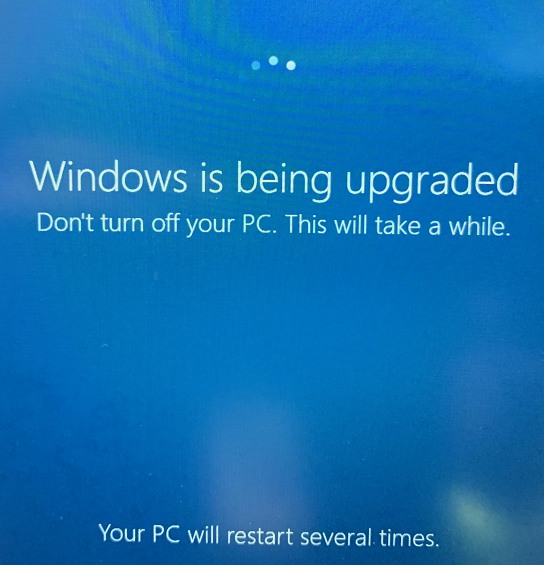 Windows is being upgraded
Don't turn off your PC. This will take a while.
Your PC will restart several times.